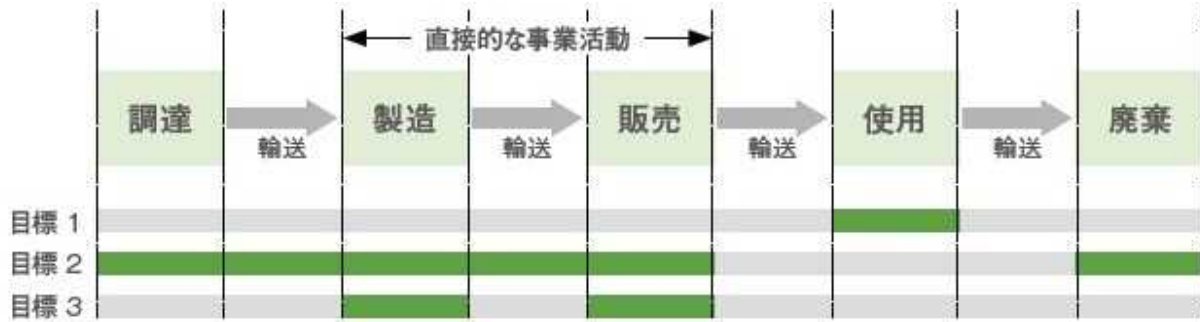 直接的な事業活動
調達 製造 販売 使用 廃棄
輸送 輸送 輸送 輸送
目標 1
目標 2
目標 3